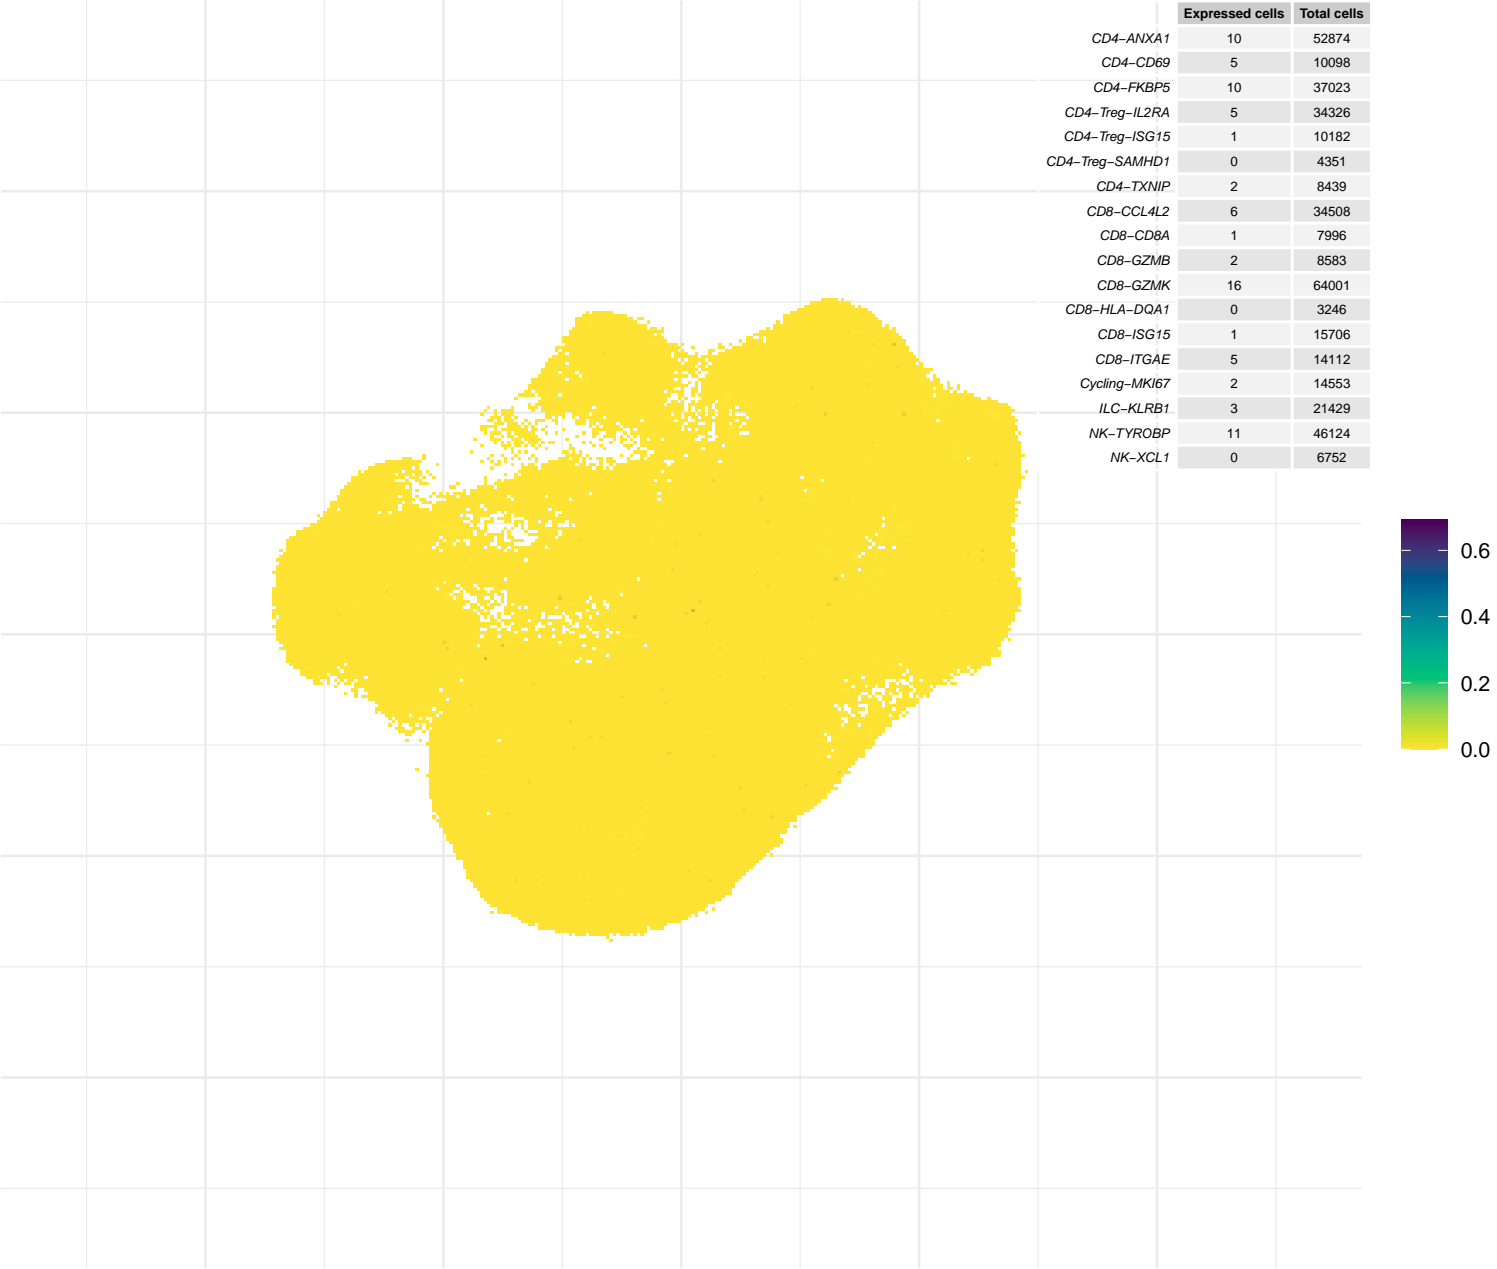 Expressed cells Total cells
CD4−ANXA1 10 52874
CD4−CD69 5 10098
CD4−FKBP5 10 37023
CD4−Treg−IL2RA 5 34326
CD4−Treg−ISG15 1 10182
CD4−Treg−SAMHD1 0 4351
CD4−TXNIP 2 8439
CD8−CCL4L2 6 34508
CD8−CD8A 1 7996
CD8−GZMB 2 8583
CD8−GZMK 16 64001
CD8−HLA−DQA1 0 3246
CD8−ISG15 1 15706
CD8−ITGAE 5 14112
Cycling−MKI67 2 14553
ILC−KLRB1 3 21429
NK−TYROBP 11 46124
NK−XCL1 0 6752
0.6
0.4
0.2
0.0